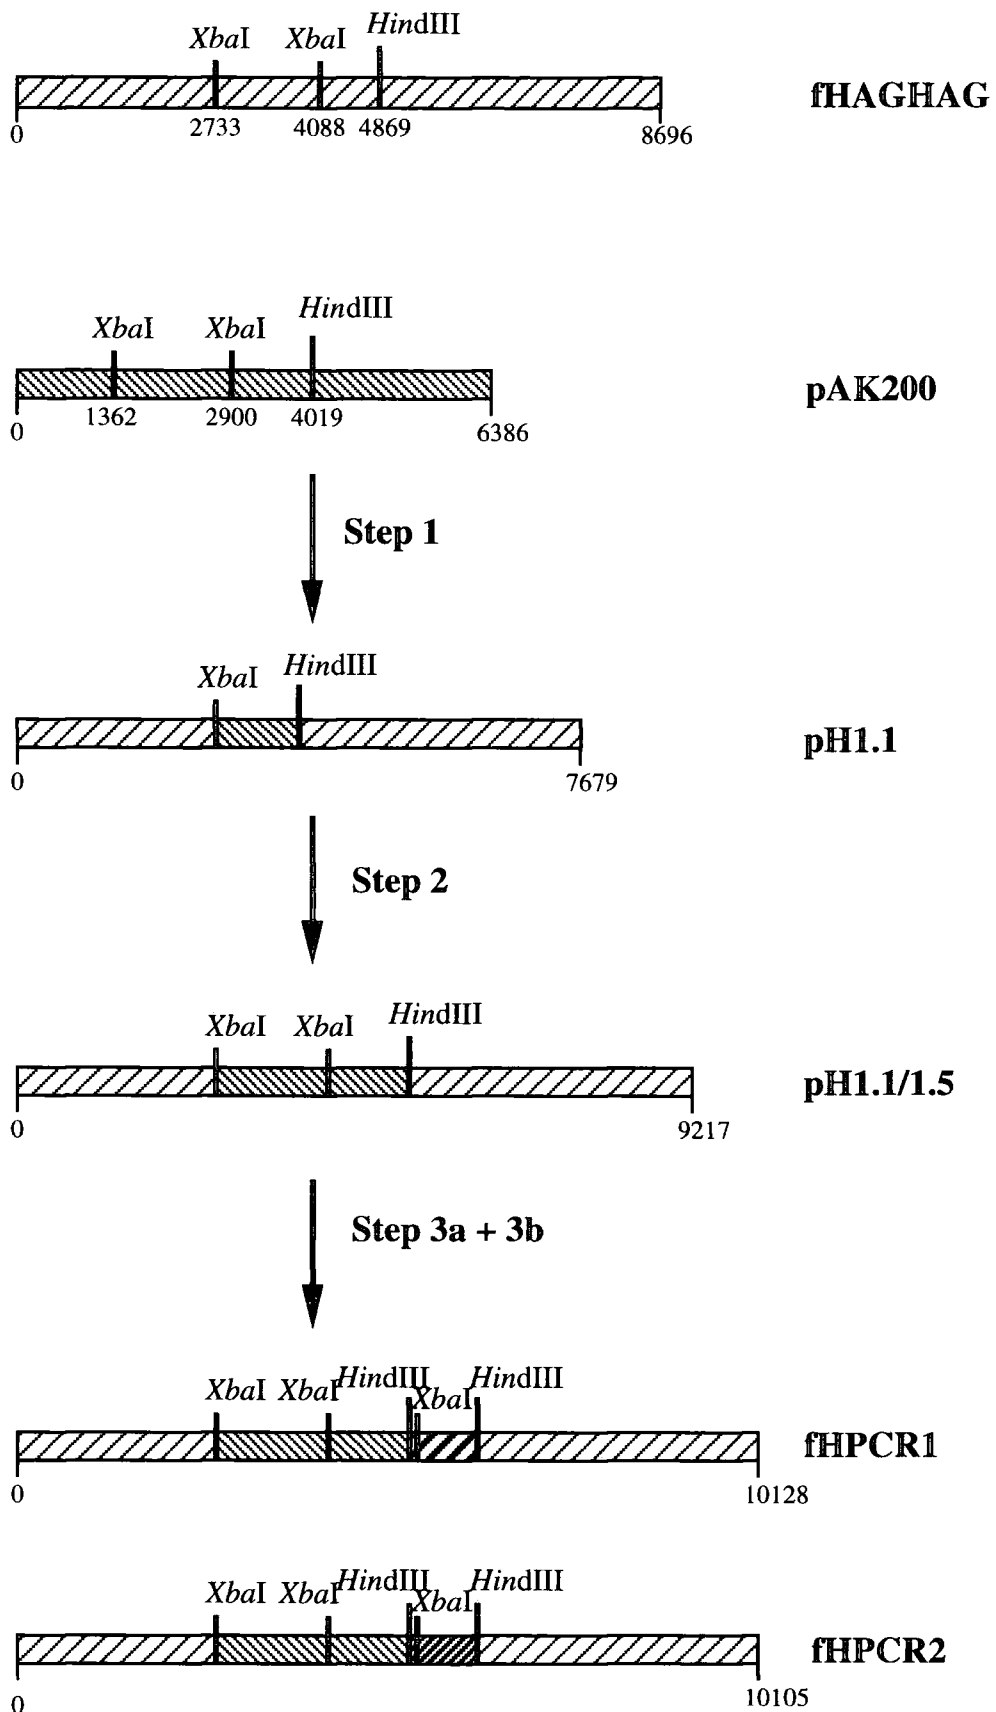 XbaI XbaI HindIII
fHAGHAG
0 2733 4088 4869 8696
XbaI XbaI HindIII
pAK200
0 1362 2900 4019 6386
Step 1
XbaI HindIII
pH1.1
0 7679
Step 2
XbaI XbaI HindIII
pH1.1/1.5
0 9217
Step 3a + 3b
XbaI XbaI HindIII XbaI HindIII
fHPCR1
0 10128
XbaI XbaI HindIII XbaI HindIII
fHPCR2
0 10105